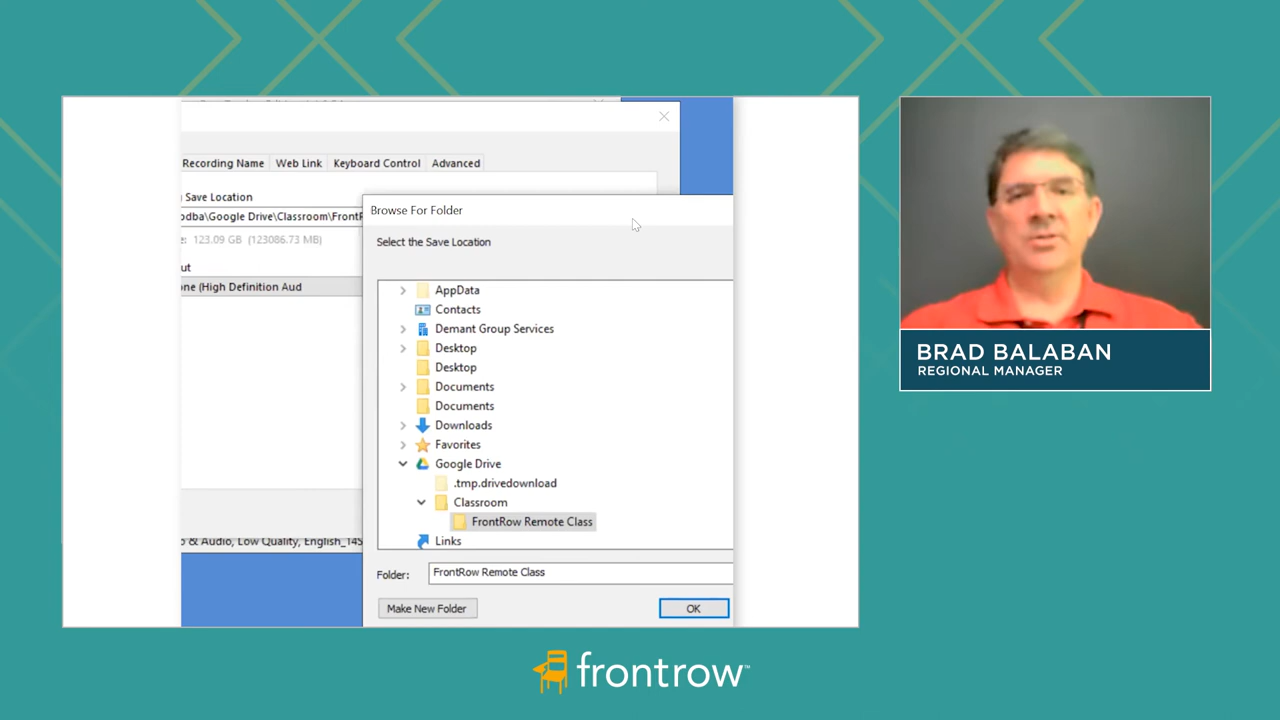 Recording Name Web Link Keyboard Control Advanced
Save Location
odba\Google Drive\Classroom\FrontR
123.09 GB (123086.73 MB)
one (High Definition Aud
Browse For Folder
Select the Save Location
AppData
Contacts
Demant Group Services
Desktop
Desktop
Documents
Documents
Downloads
Favorites
Google Drive
.tmp.drivedownload
Classroom
FrontRow Remote Class
Links
Folder: FrontRow Remote Class
Make New Folder OK
& Audio, Low Quality, English_14S
BRAD BALABAN
REGIONAL MANAGER
frontrow™